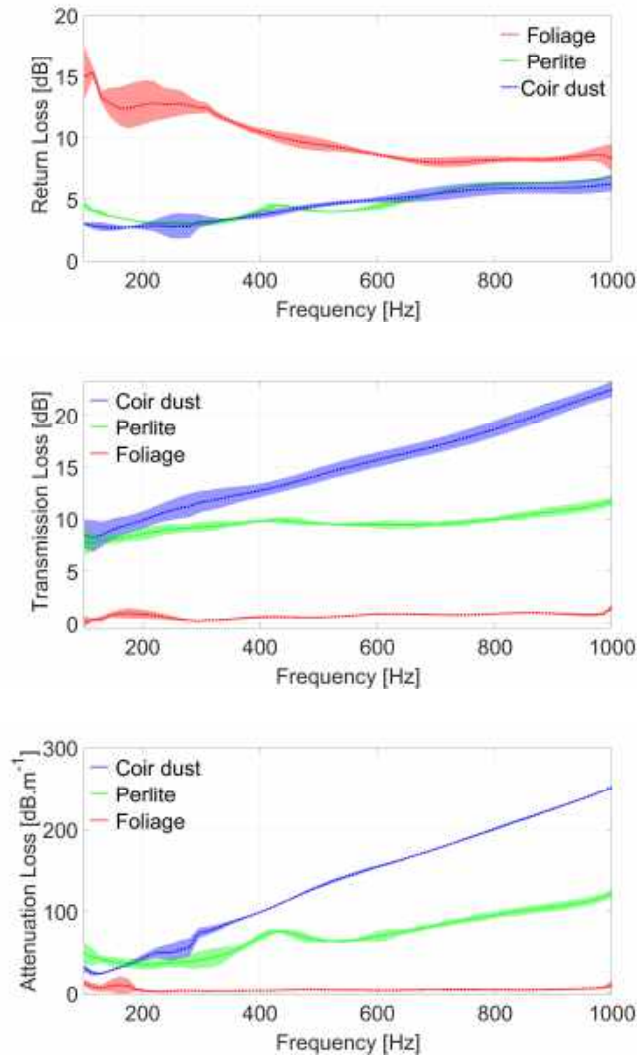 20
15
10
5
0
Return Loss [dB]
Foliage
Perlite
Coir dust
200 400 600 800 1000
Frequency [Hz]
20
15
10
5
0
Transmission Loss [dB]
Coir dust
Perlite
Foliage
200 400 600 800 1000
Frequency [Hz]
300
200
100
0
Attenuation Loss [dB.m⁻¹]
Coir dust
Perlite
Foliage
200 400 600 800 1000
Frequency [Hz]